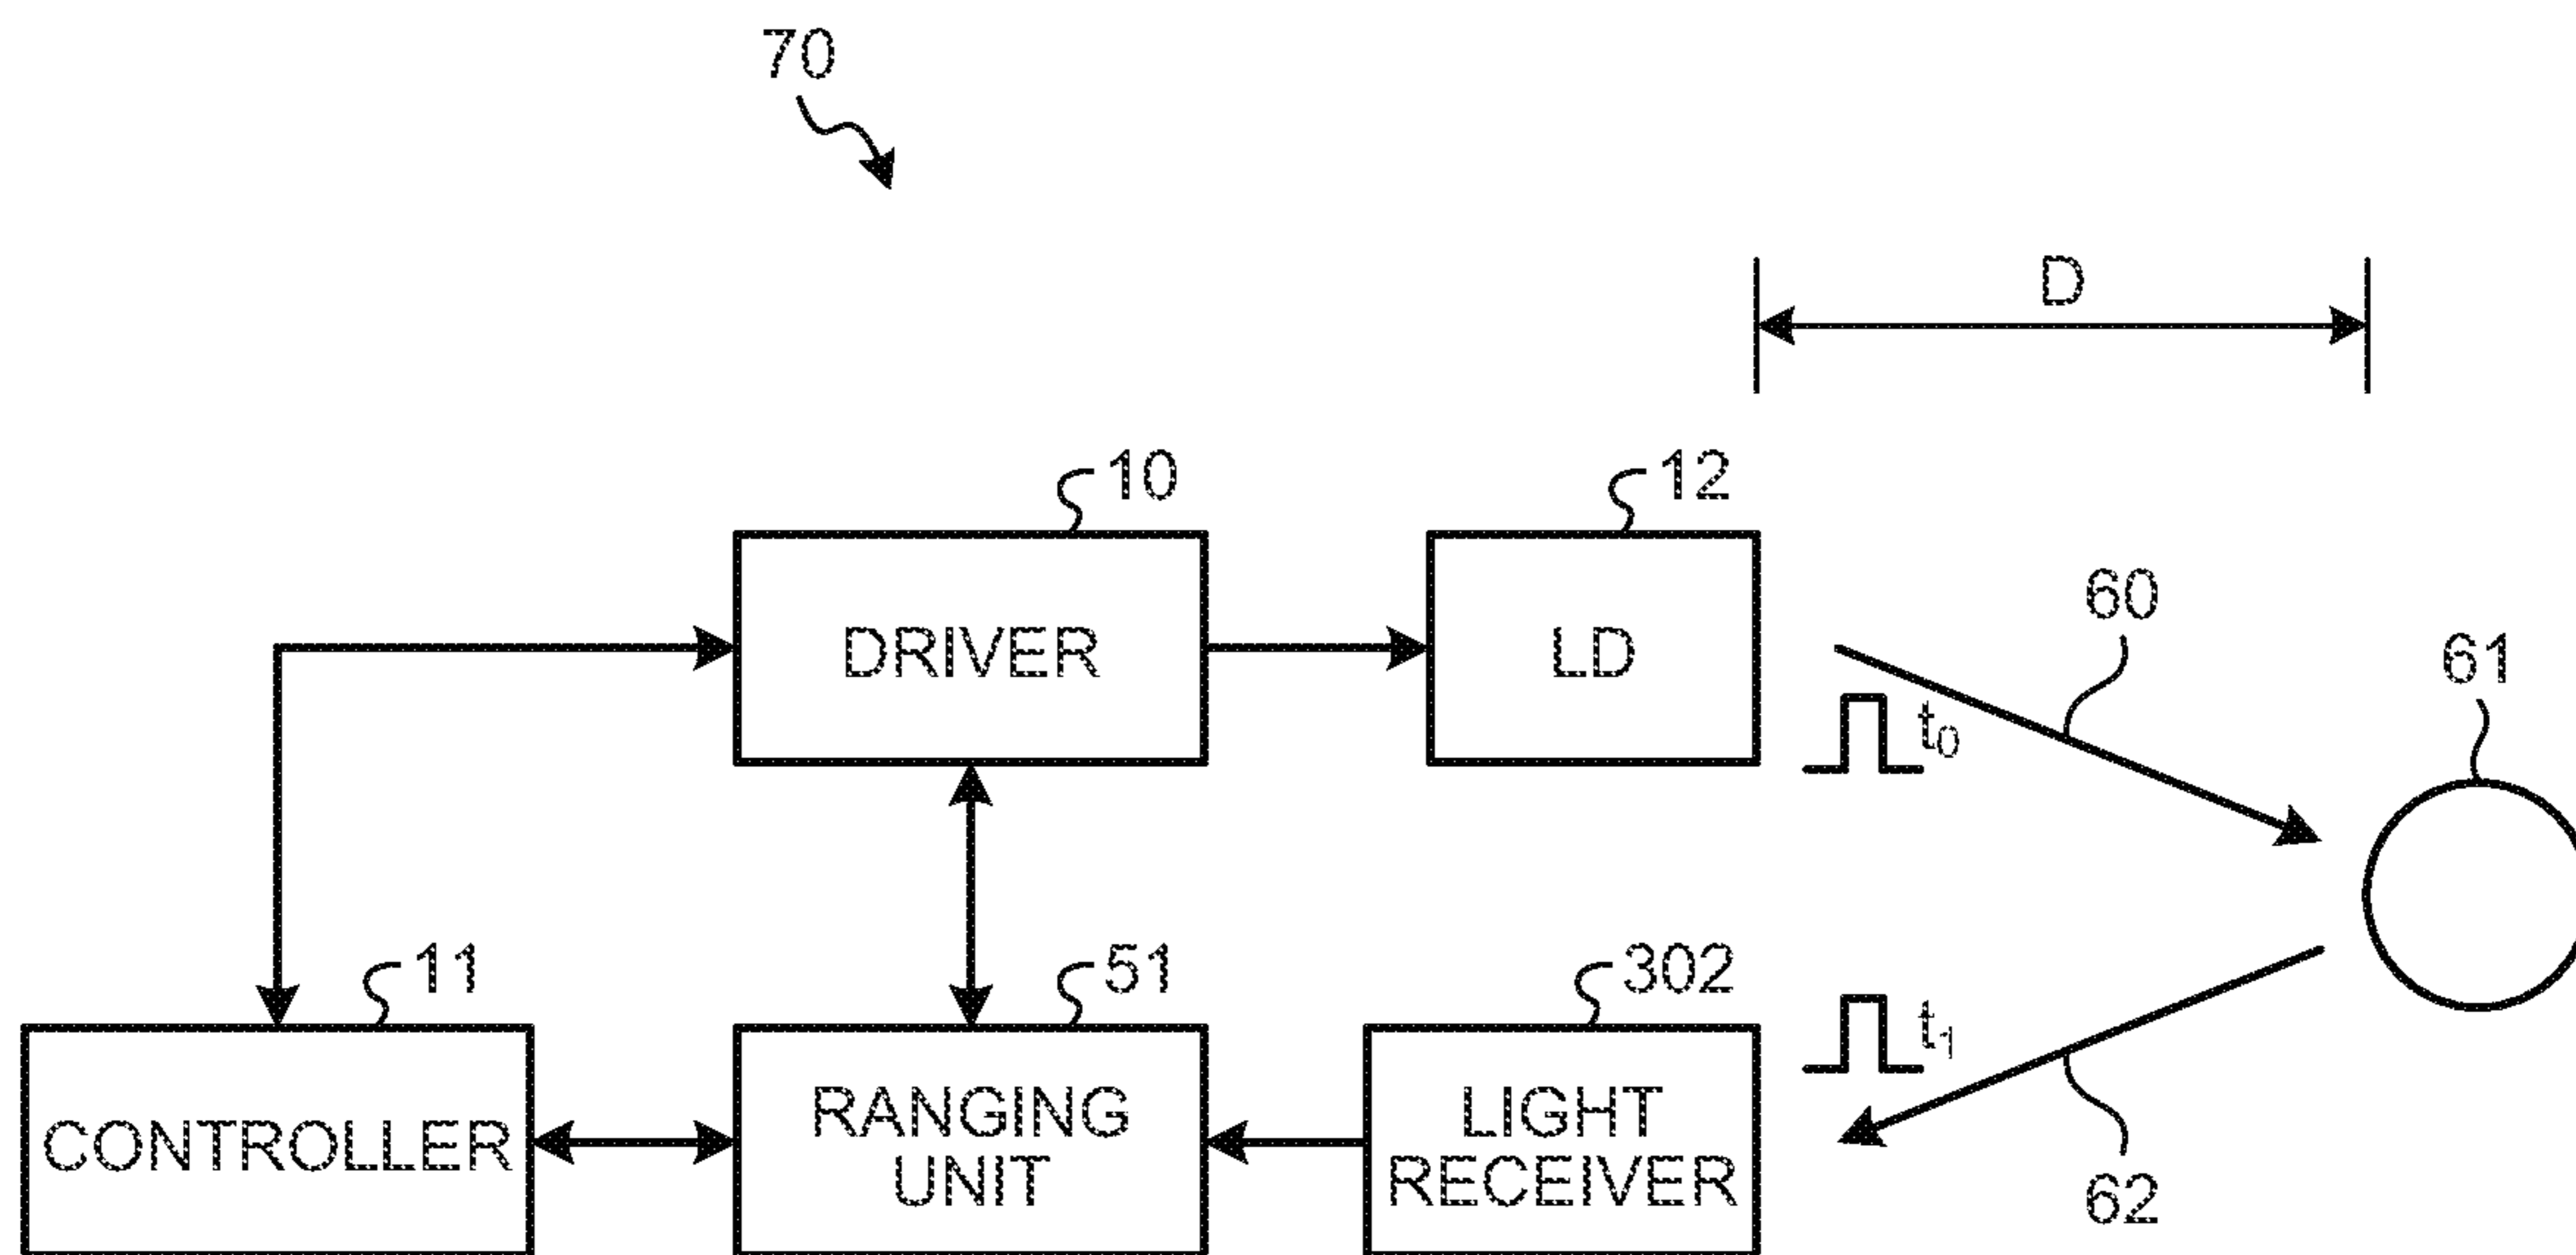 70
D
10
12
DRIVER
LD
60
61
t₀
11
51
302
t₁
CONTROLLER
RANGING
UNIT
LIGHT
RECEIVER
62